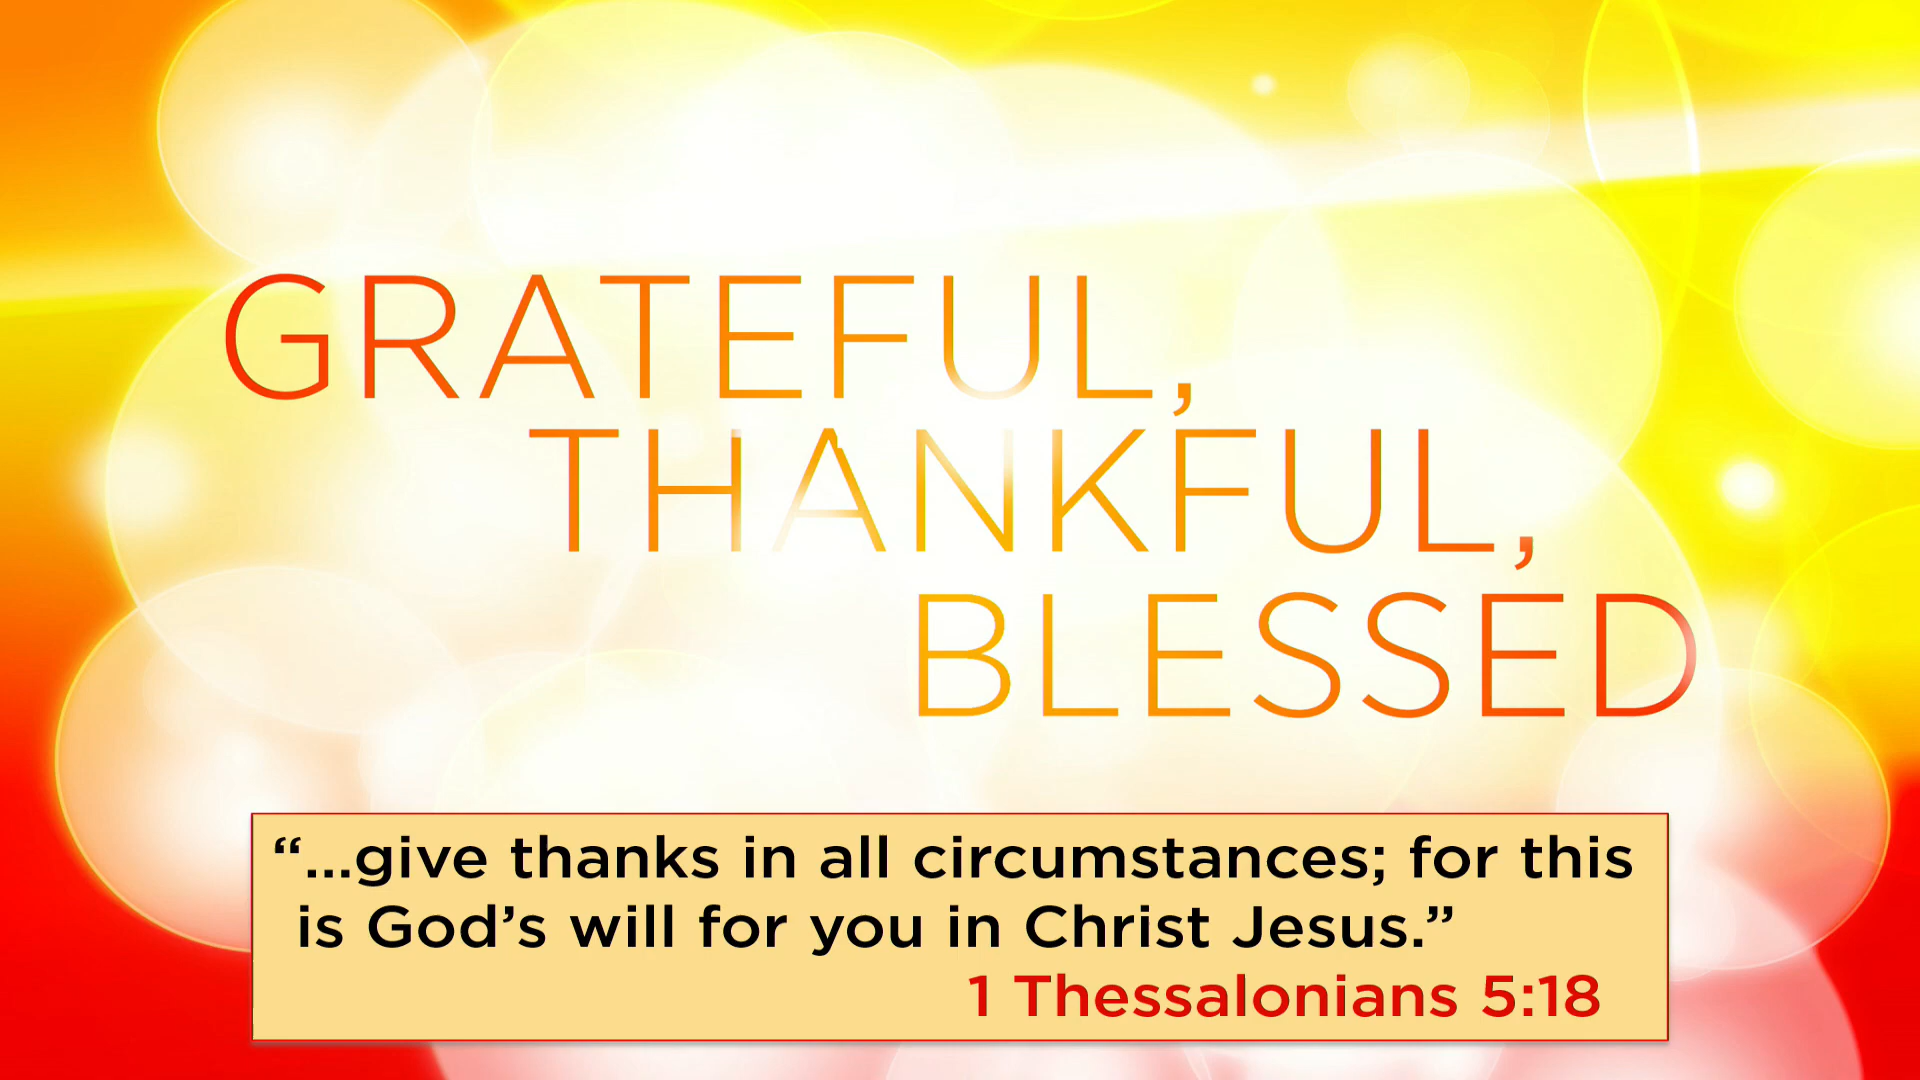 GRATEFUL,
THANKFUL,
BLESSED
“...give thanks in all circumstances; for this
is God’s will for you in Christ Jesus.”
1 Thessalonians 5:18